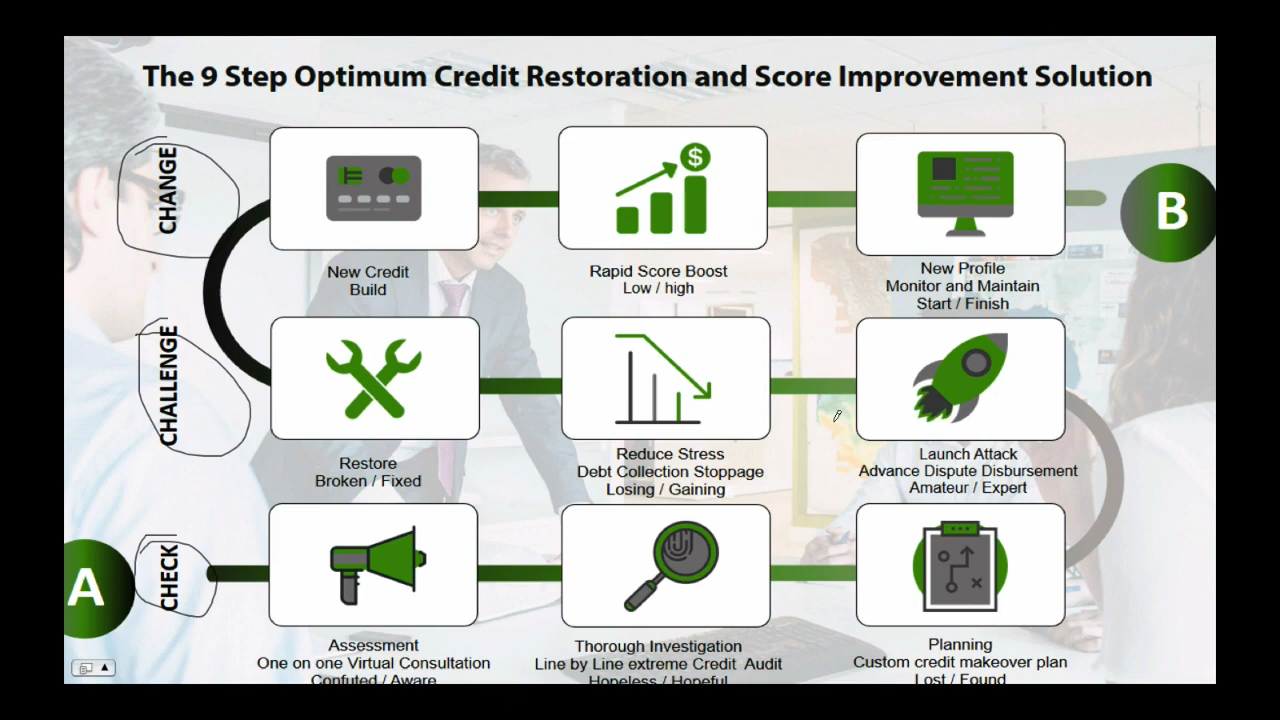 The 9 Step Optimum Credit Restoration and Score Improvement Solution
CHANGE
$
B
New Credit
Build
Rapid Score Boost
Low / high
New Profile
Monitor and Maintain
Start / Finish
CHALLENGE
Restore
Broken / Fixed
Reduce Stress
Debt Collection Stoppage
Losing / Gaining
Launch Attack
Advance Dispute Disbursement
Amateur / Expert
A
CHECK
Assessment
One on one Virtual Consultation
Confuted / Aware
Thorough Investigation
Line by Line extreme Credit Audit
Hopeless / Hopeful
Planning
Custom credit makeover plan
Lost / Found